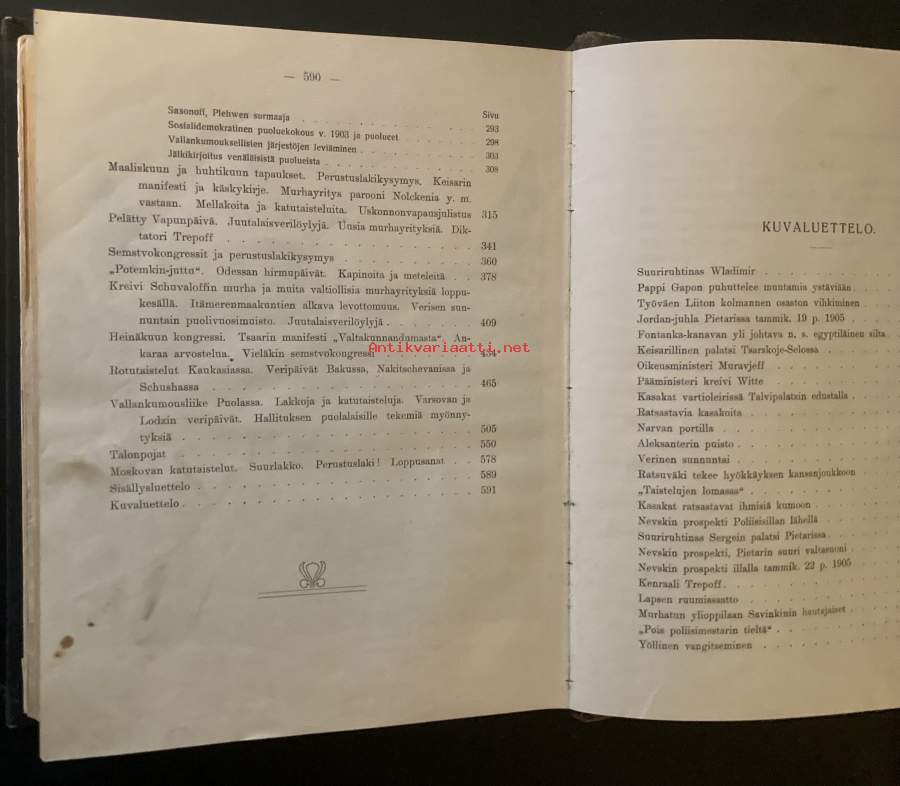 — 590 —
Sivu
Sasonoff, Plehwen surmaaja . . . . . . . . . . . 293
Sosialidemokratinen puoluekokous v. 1903 ja puolueet . . . . 298
Vallankumouksellisten järjestöjen leviäminen . . . . . . . 303
Jälkikirjoitus venäläisistä puolueista . . . . . . . . 308
Maaliskuun ja huhtikuun tapaukset. Perustuslakikysymys. Keisarin
manifesti ja käskykirje. Murhayritys parooni Nolckenia y. m.
vastaan. Mellakoita ja katutaisteluita. Uskonnonvapausjulistus 315
Pelätty Vapunpäivä. Juutalaisverilöylyjä. Uusia murhayrityksiä. Dik-
tatori Trepoff . . . . . . . . . . . . 341
Semstvokongressit ja perustuslakikysymys . . . . . . . 360
„Potemkin-juttu“. Odessan hirmupäivät. Kapinoita ja meteleitä . . 378
Kreivi Schuvaloffin murha ja muita valtiollisia murhayrityksiä loppu-
kesällä. Itämerenmaakuntien alkava levottomuus. Verisen sun-
nuntain puolivuosimuisto. Juutalaisverilöylyjä . . . . . 409
Heinäkuun kongressi. Tsaarin manifesti „Valtakunnanduumasta“. An-
karaa arvostelua. Vieläkin semstvokongressi . . . . 434
Antikvariaatti.net
Rotutaistelut Kaukasiassa. Veripäivät Bakussa, Nakitschevanissa ja
Schushassa . . . . . . . . . . . . . 465
Vallankumousliike Puolassa. Lakkoja ja katutaisteluja. Varsovan ja
Lodzin veripäivät. Hallituksen puolalaisille tekemiä myönny-
tyksiä . . . . . . . . . . . . . . 505
Talonpojat . . . . . . . . . . . . . . 550
Moskovan katutaistelut. Suurlakko. Perustuslaki! Loppusanat . . 578
Sisällysluettelo . . . . . . . . . . . . . 589
Kuvaluettelo . . . . . . . . . . . . . . 591
KUVALUETTELO.
Suuriruhtinas Wladimir . . . . . . . .
Pappi Gapon puhuttelee muutamia ystäviään . . .
Työväen Liiton kolmannen osaston vihkiminen . . .
Jordan-juhla Pietarissa tammik. 19 p. 1905 . . . .
Fontanka-kanavan yli johtava n. s. egyptiläinen silta .
Keisarillinen palatsi Tsarskoje-Selossa . . . . .
Oikeusministeri Muravjeff . . . . . . . .
Pääministeri kreivi Witte . . . . . . . .
Kasakat vartioleirissä Talvipalatsin edustalla . . .
Ratsastavia kasakoita . . . . . . . . .
Narvan portilla . . . . . . . . . . .
Aleksanterin puisto . . . . . . . . . .
Verinen sunnuntai . . . . . . . . . .
Ratsuväki tekee hyökkäyksen kansanjoukkoon . . .
„Taistelujen lomassa“ . . . . . . . . .
Kasakat ratsastavat ihmisiä kumoon . . . . .
Nevskin prospekti Poliisisillan lähellä . . . . .
Suuriruhtinas Sergein palatsi Pietarissa . . . . .
Nevskin prospekti, Pietarin suuri valtasuoni . . .
Nevskin prospekti illalla tammik. 22 p. 1905 . . .
Kenraali Trepoff . . . . . . . . . . .
Lapsen ruumissaatto . . . . . . . . . .
Murhatun ylioppilaan Savinkinin hautajaiset . . .
„Pois poliisimestarin tieltä“ . . . . . . . .
Yöllinen vangitseminen . . . . . . . . .